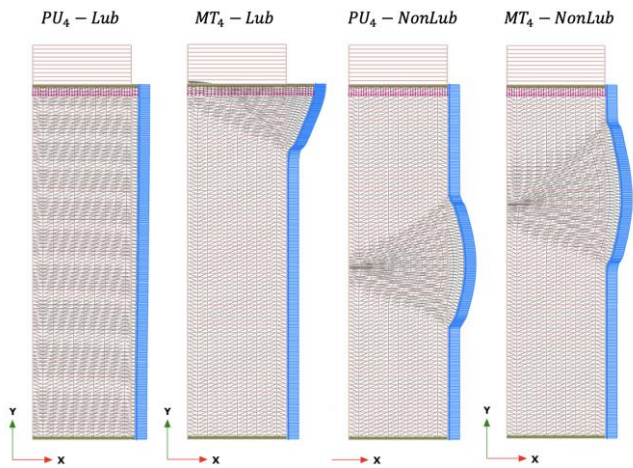 PU4 – Lub
MT4 – Lub
PU4 – NonLub
MT4 – NonLub
Y
X
Y
X
Y
X
Y
X